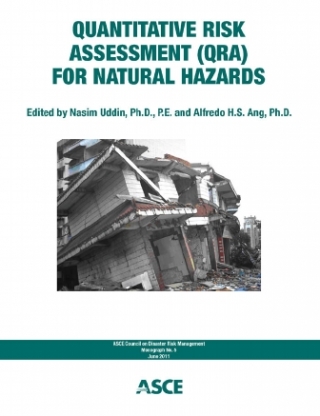 QUANTITATIVE RISK
ASSESSMENT (QRA)
FOR NATURAL HAZARDS
Edited by Nasim Uddin, Ph.D., P.E. and Alfredo H.S. Ang, Ph.D.
ASCE Council on Disaster Risk Management
Monograph No. 5
June 2011
ASCE